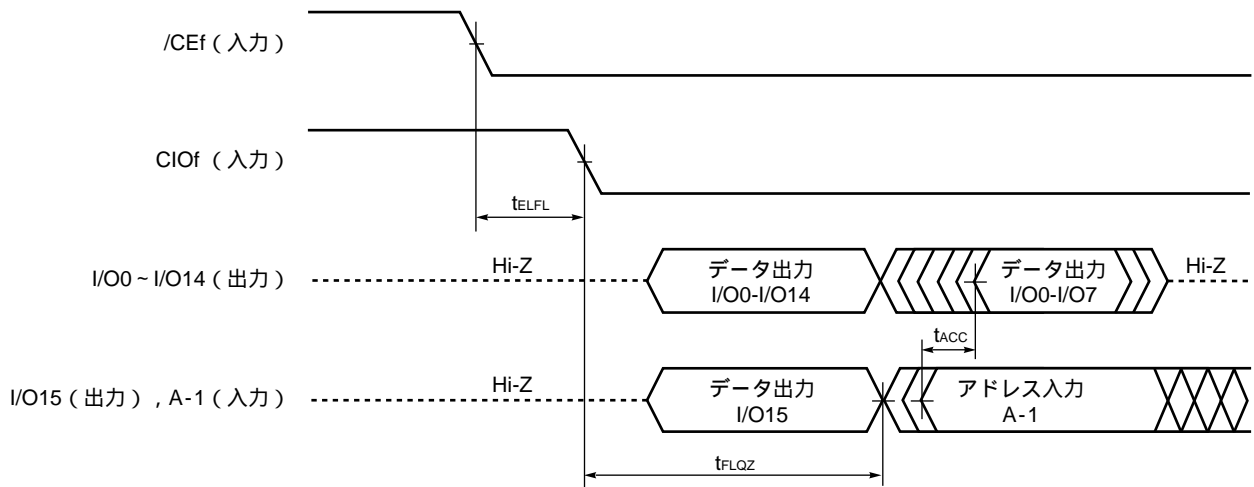 /CEf（入力）
CIOf （入力）
tELFL
I/O0～I/O14（出力）
Hi-Z
データ出力
I/O0-I/O14
データ出力
I/O0-I/O7
Hi-Z
tACC
I/O15（出力），A-1（入力）
Hi-Z
データ出力
I/O15
アドレス入力
A-1
tFLQZ